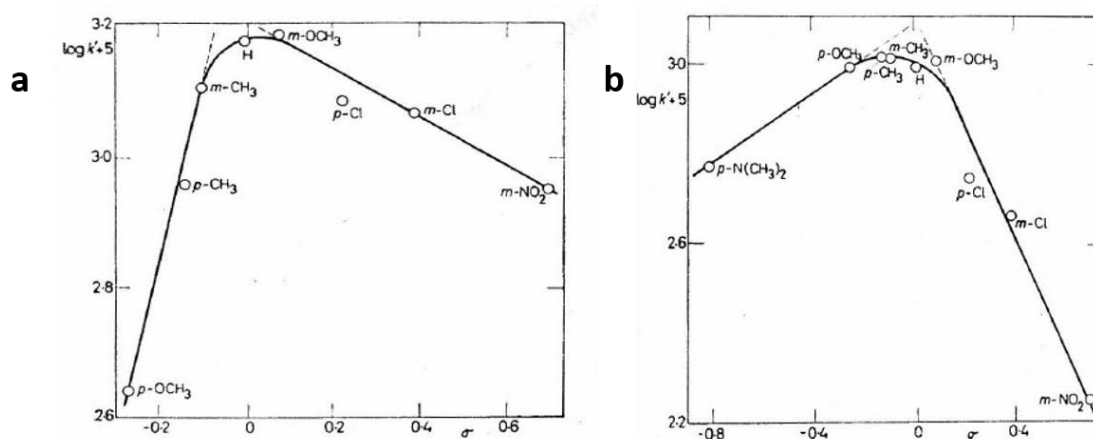 a
3·2
log k'+5
m-OCH₃
H
m-CH₃
p-Cl
m-Cl
3·0
p-CH₃
m-NO₂
2·8
p-OCH₃
2·6
-0·2
0
0·2
0·4
σ
0·6
b
3·0
log k'+5
p-OCH₃
m-CH₃
m-OCH₃
p-CH₃
H
p-N(CH₃)₂
p-Cl
m-Cl
2·6
m-NO₂
2·2
-0·8
-0·4
0
σ
0·4